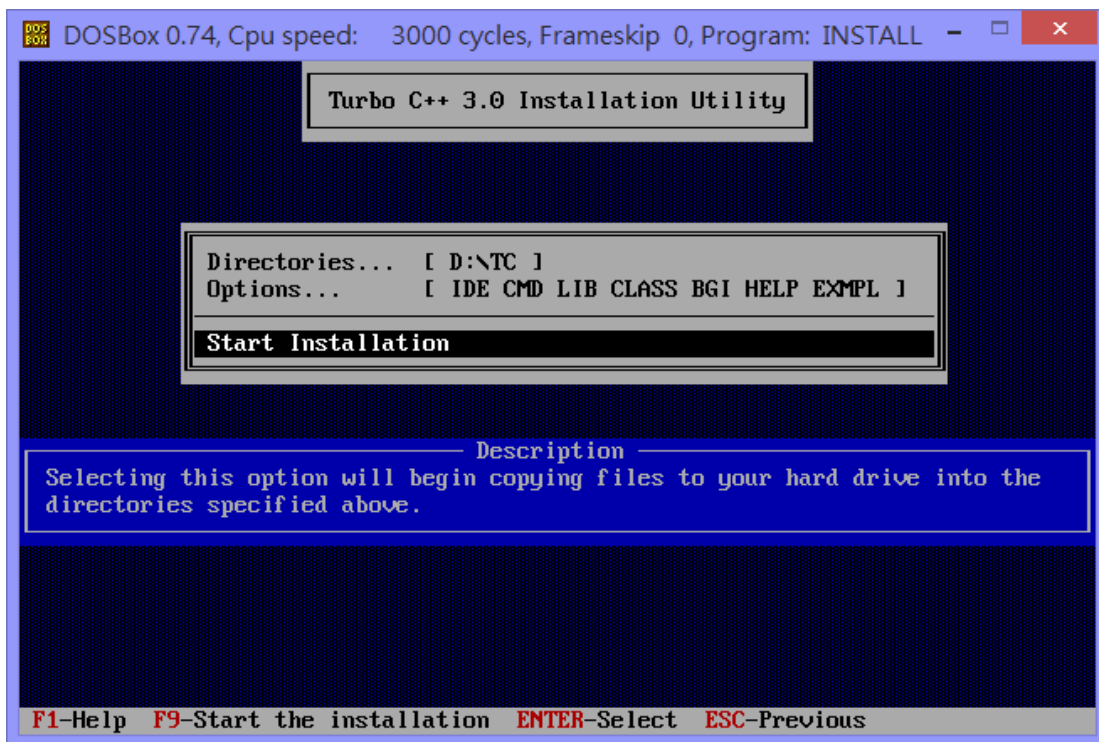 DOSBox 0.74, Cpu speed:    3000 cycles, Frameskip  0, Program:  INSTALL
Turbo C++ 3.0 Installation Utility
Directories...  [ D:\TC ]
Options...      [ IDE CMD LIB CLASS BGI HELP EXMPL ]
Start Installation
Description
Selecting this option will begin copying files to your hard drive into the
directories specified above.
F1-Help  F9-Start the installation  ENTER-Select  ESC-Previous